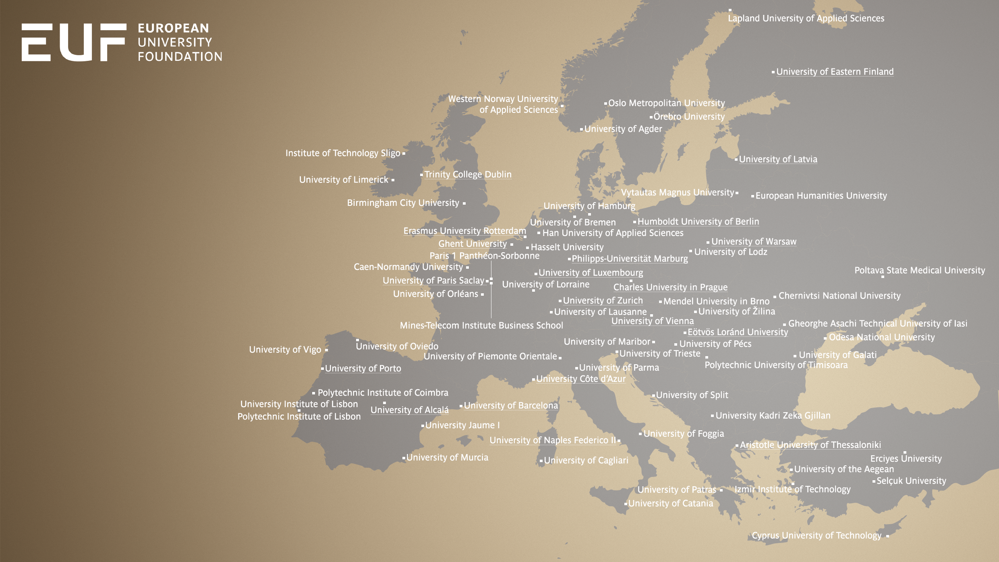 EUF
EUROPEAN
UNIVERSITY
FOUNDATION
Lapland University of Applied Sciences
University of Eastern Finland
Western Norway University
of Applied Sciences
Oslo Metropolitan University
Örebro University
University of Agder
Institute of Technology Sligo
University of Latvia
Trinity College Dublin
University of Limerick
Vytautas Magnus University
European Humanities University
Birmingham City University
University of Hamburg
University of Bremen
Humboldt University of Berlin
Erasmus University Rotterdam
Han University of Applied Sciences
Ghent University
Hasselt University
University of Warsaw
University of Lodz
Paris 1 Panthéon-Sorbonne
Philipps-Universität Marburg
Caen-Normandy University
University of Luxembourg
Poltava State Medical University
University of Paris Saclay
University of Lorraine
Charles University in Prague
University of Orléans
Chernivtsi National University
University of Zurich
Mendel University in Brno
University of Lausanne
University of Žilina
University of Vienna
Mines-Telecom Institute Business School
Gheorghe Asachi Technical University of Iasi
Eötvös Loránd University
Odesa National University
University of Maribor
University of Pécs
University of Oviedo
University of Vigo
University of Piemonte Orientale
University of Trieste
University of Galati
Polytechnic University of Timisoara
University of Porto
University of Parma
University Côte d’Azur
Polytechnic Institute of Coimbra
University of Split
University Institute of Lisbon
University of Alcalá
University of Barcelona
Polytechnic Institute of Lisbon
University Kadri Zeka Gjillan
University Jaume I
University of Foggia
University of Naples Federico II
Aristotle University of Thessaloniki
University of Murcia
University of Cagliari
Erciyes University
University of the Aegean
Selçuk University
University of Patras
Izmir Institute of Technology
University of Catania
Cyprus University of Technology